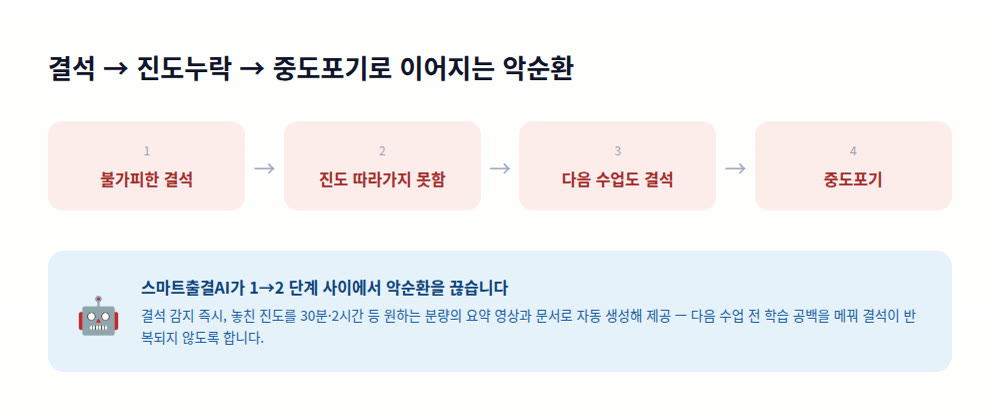 결석 → 진도누락 → 중도포기로 이어지는 악순환
1
불가피한 결석
→
2
진도 따라가지 못함
→
3
다음 수업도 결석
→
4
중도포기
스마트출결AI가 1→2 단계 사이에서 악순환을 끊습니다
결석 감지 즉시, 놓친 진도를 30분·2시간 등 원하는 분량의 요약 영상과 문서로 자동 생성해 제공 — 다음 수업 전 학습 공백을 메꿔 결석이 반
복되지 않도록 합니다.